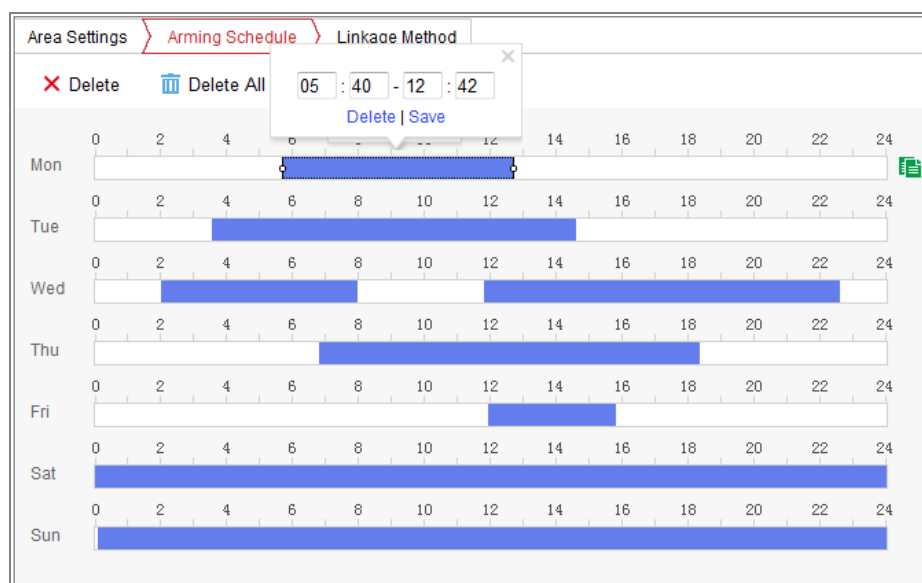 Area Settings Arming Schedule Linkage Method
Delete Delete All
05 : 40 - 12 : 42
Delete | Save
0 2 4 6 8 10 12 14 16 18 20 22 24
Mon
0 2 4 6 8 10 12 14 16 18 20 22 24
Tue
0 2 4 6 8 10 12 14 16 18 20 22 24
Wed
0 2 4 6 8 10 12 14 16 18 20 22 24
Thu
0 2 4 6 8 10 12 14 16 18 20 22 24
Fri
0 2 4 6 8 10 12 14 16 18 20 22 24
Sat
0 2 4 6 8 10 12 14 16 18 20 22 24
Sun